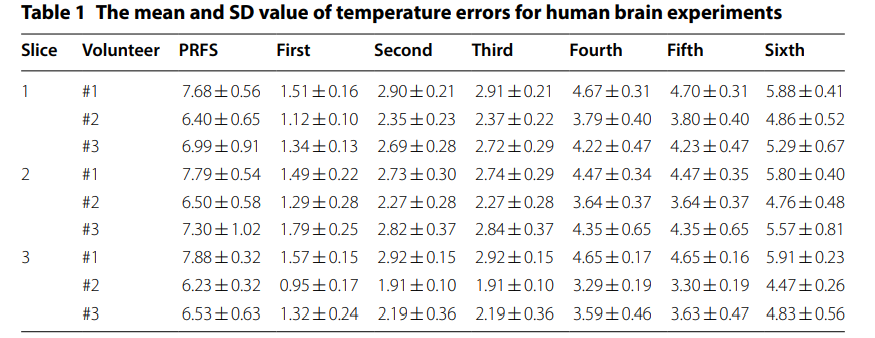 Table 1 The mean and SD value of temperature errors for human brain experiments
Slice Volunteer PRFS First Second Third Fourth Fifth Sixth
1 #1 7.68 ± 0.56 1.51 ± 0.16 2.90 ± 0.21 2.91 ± 0.21 4.67 ± 0.31 4.70 ± 0.31 5.88 ± 0.41
#2 6.40 ± 0.65 1.12 ± 0.10 2.35 ± 0.23 2.37 ± 0.22 3.79 ± 0.40 3.80 ± 0.40 4.86 ± 0.52
#3 6.99 ± 0.91 1.34 ± 0.13 2.69 ± 0.28 2.72 ± 0.29 4.22 ± 0.47 4.23 ± 0.47 5.29 ± 0.67
2 #1 7.79 ± 0.54 1.49 ± 0.22 2.73 ± 0.30 2.74 ± 0.29 4.47 ± 0.34 4.47 ± 0.35 5.80 ± 0.40
#2 6.50 ± 0.58 1.29 ± 0.28 2.27 ± 0.28 2.27 ± 0.28 3.64 ± 0.37 3.64 ± 0.37 4.76 ± 0.48
#3 7.30 ± 1.02 1.79 ± 0.25 2.82 ± 0.37 2.84 ± 0.37 4.35 ± 0.65 4.35 ± 0.65 5.57 ± 0.81
3 #1 7.88 ± 0.32 1.57 ± 0.15 2.92 ± 0.15 2.92 ± 0.15 4.65 ± 0.17 4.65 ± 0.16 5.91 ± 0.23
#2 6.23 ± 0.32 0.95 ± 0.17 1.91 ± 0.10 1.91 ± 0.10 3.29 ± 0.19 3.30 ± 0.19 4.47 ± 0.26
#3 6.53 ± 0.63 1.32 ± 0.24 2.19 ± 0.36 2.19 ± 0.36 3.59 ± 0.46 3.63 ± 0.47 4.83 ± 0.56